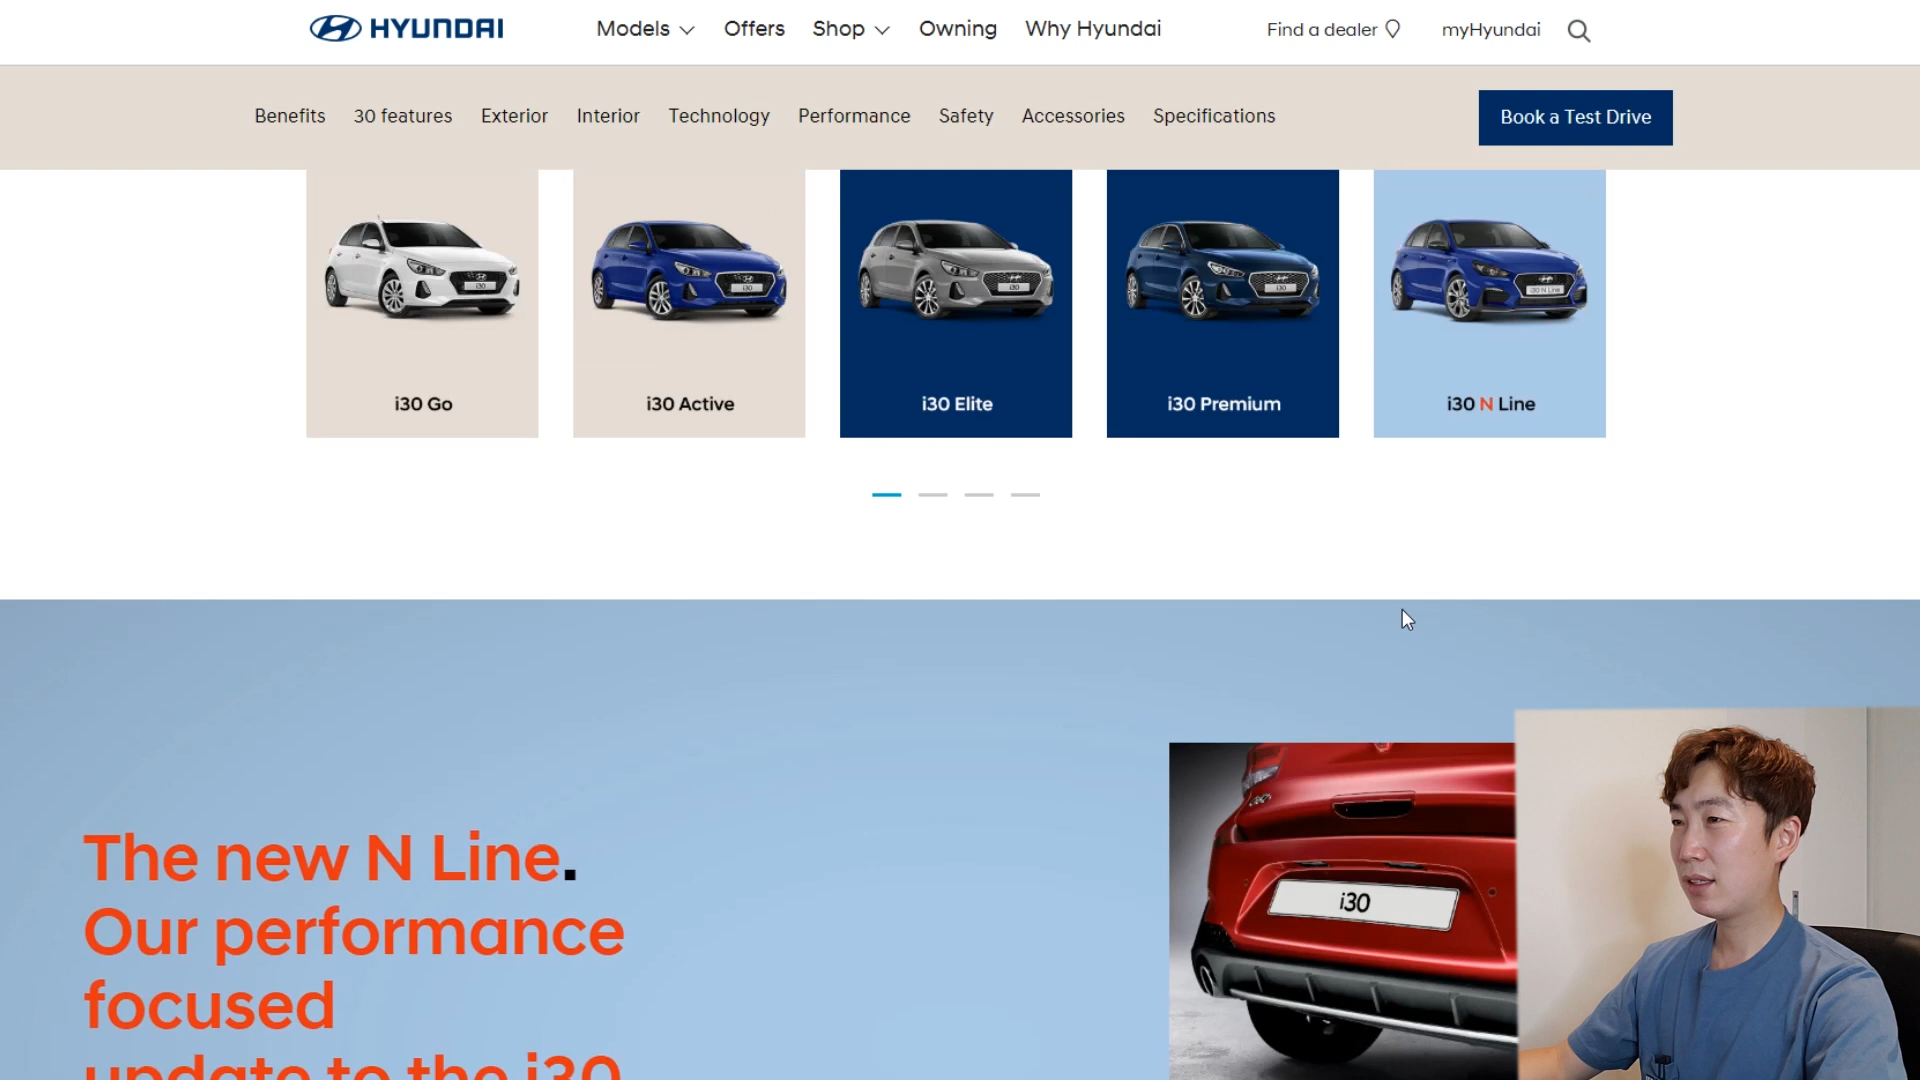 HYUNDAI
Models
Offers
Shop
Owning
Why Hyundai
Find a dealer
myHyundai
Benefits
30 features
Exterior
Interior
Technology
Performance
Safety
Accessories
Specifications
Book a Test Drive
i30 Go
i30 Active
i30 Elite
i30 Premium
i30 N Line
The new N Line.
Our performance
focused
update to the i30
i30